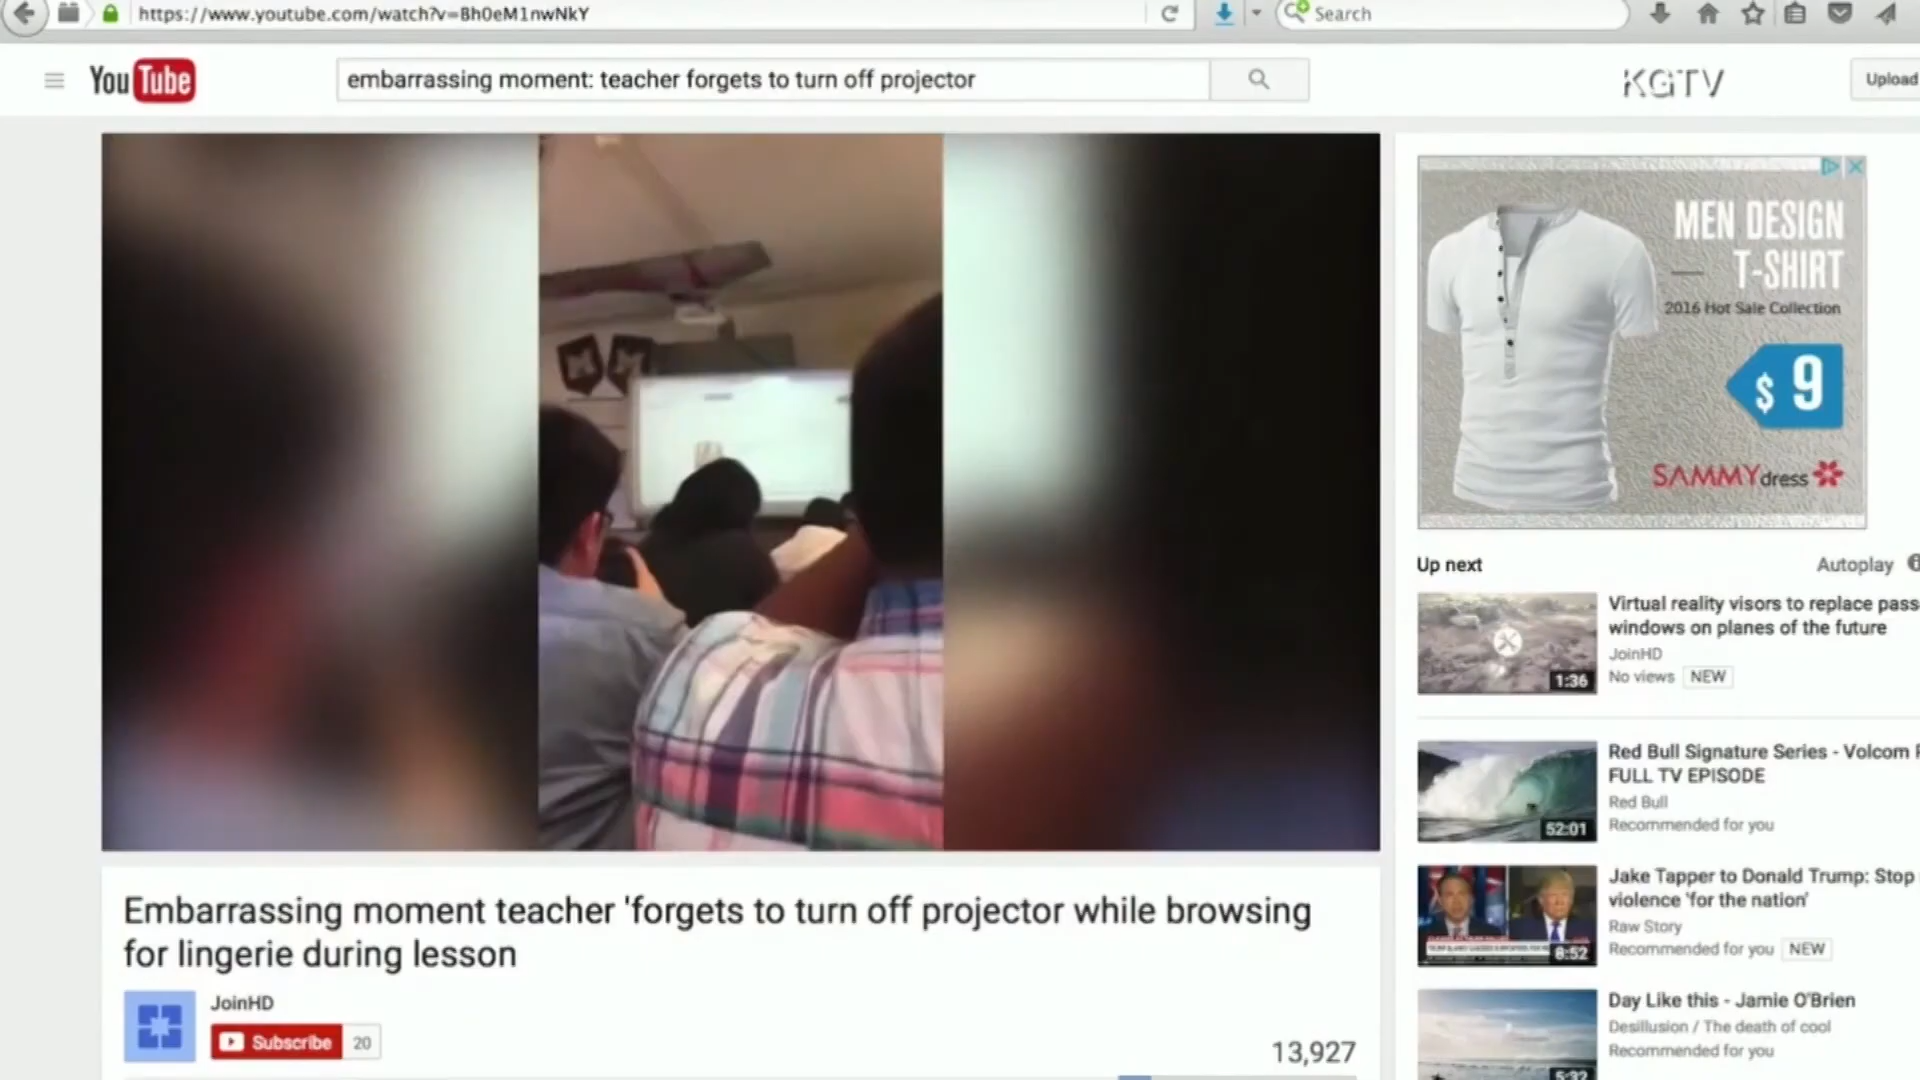 https://www.youtube.com/watch?v=Bh0eM1nwNkY
Search
YouTube
embarrassing moment: teacher forgets to turn off projector
KGTV
Upload
MEN DESIGN
T-SHIRT
2016 Hot Sale Collection
$ 9
SAMMYdress
Up next
Autoplay
Virtual reality visors to replace pass
windows on planes of the future
JoinHD
No views NEW
1:36
Red Bull Signature Series - Volcom
FULL TV EPISODE
Red Bull
Recommended for you
52:01
Jake Tapper to Donald Trump: Stop
violence 'for the nation'
Raw Story
Recommended for you NEW
8:52
Day Like this - Jamie O'Brien
Desillusion / The death of cool
Recommended for you
5:32
Embarrassing moment teacher 'forgets to turn off projector while browsing
for lingerie during lesson
JoinHD
Subscribe 20
13,927